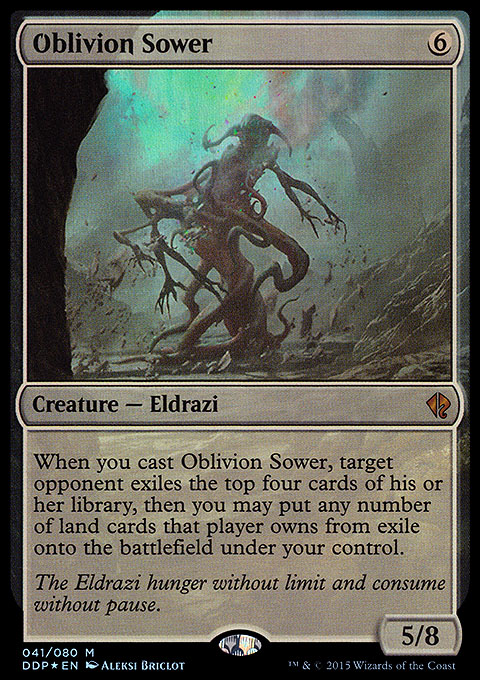 Oblivion Sower 6
Creature — Eldrazi
When you cast Oblivion Sower, target
opponent exiles the top four cards of his or
her library, then you may put any number
of land cards that player owns from exile
onto the battlefield under your control.
The Eldrazi hunger without limit and consume
without pause.
5/8
041/080 M
DDP★EN Aleksi Briclot
™ & © 2015 Wizards of the Coast